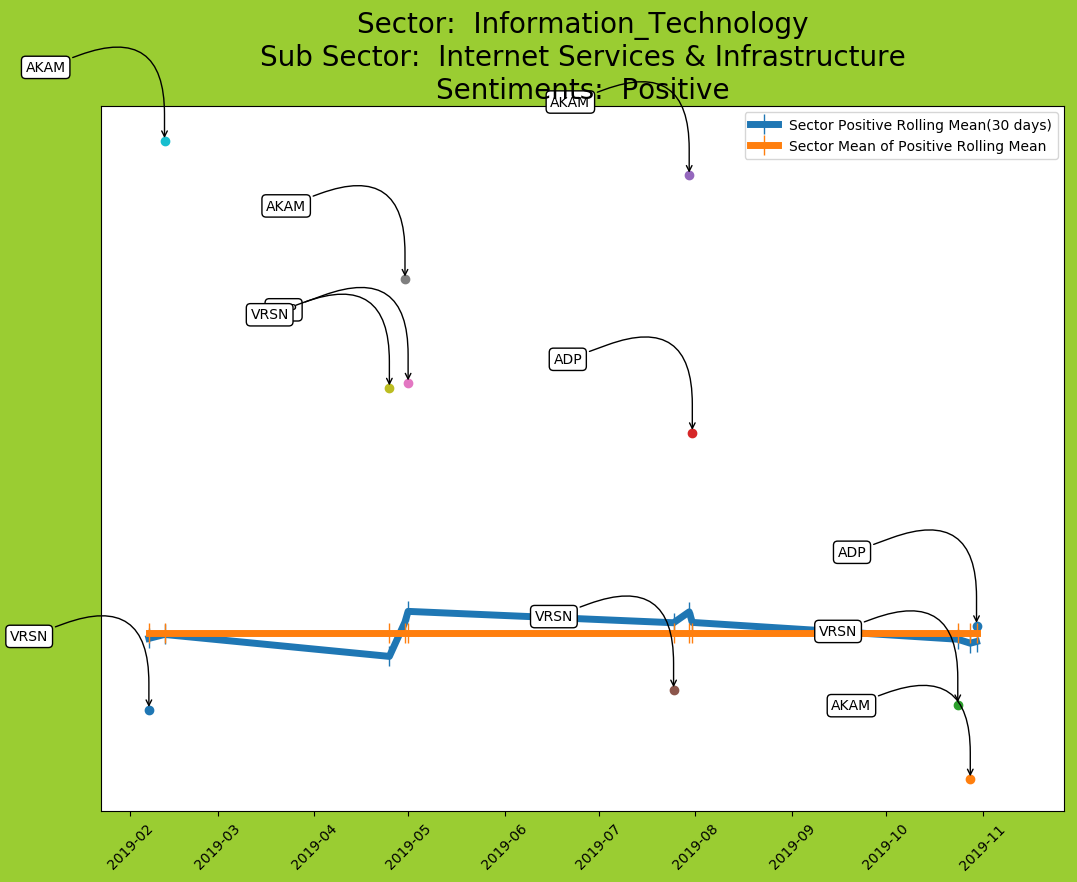 Sector:  Information_Technology
Sub Sector:  Internet Services & Infrastructure
Sentiments:  Positive
AKAM
AKAM
Sector Positive Rolling Mean(30 days)
Sector Mean of Positive Rolling Mean
AKAM
VRSN
ADP
ADP
VRSN
VRSN
VRSN
AKAM
2019-02
2019-03
2019-04
2019-05
2019-06
2019-07
2019-08
2019-09
2019-10
2019-11